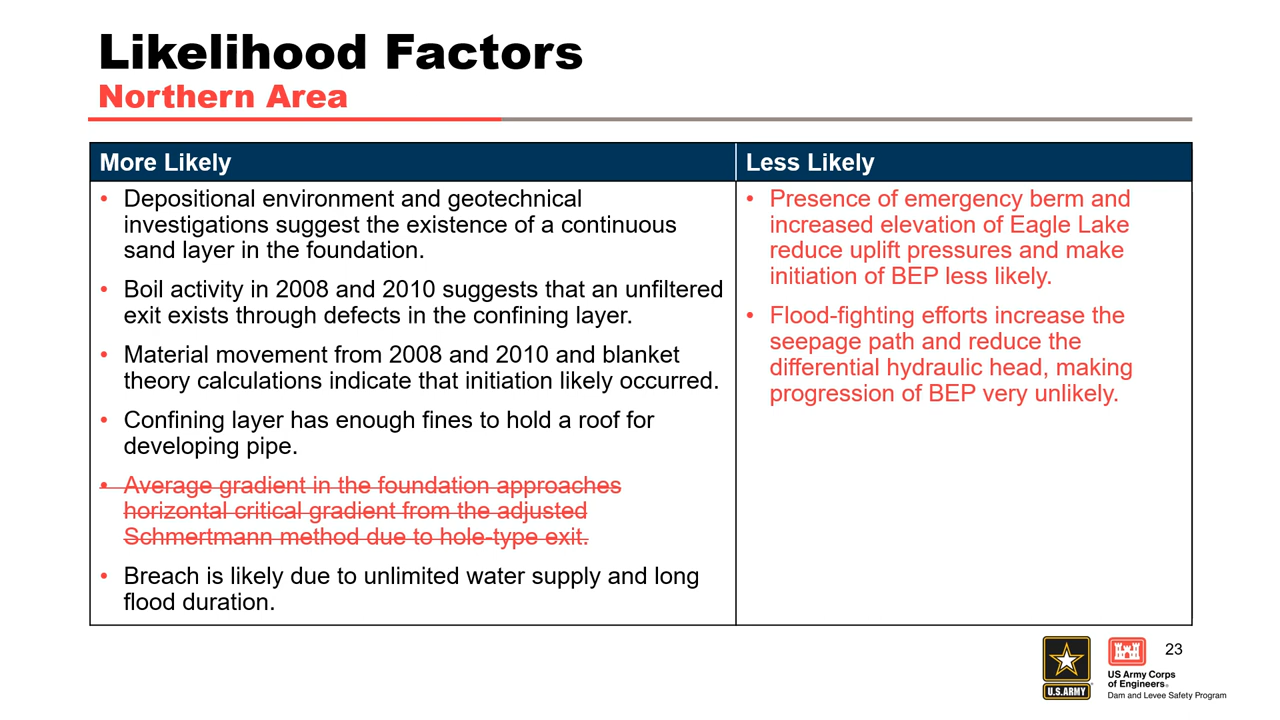 Likelihood Factors
Northern Area
More Likely
• Depositional environment and geotechnical
investigations suggest the existence of a continuous
sand layer in the foundation.
• Boil activity in 2008 and 2010 suggests that an unfiltered
exit exists through defects in the confining layer.
• Material movement from 2008 and 2010 and blanket
theory calculations indicate that initiation likely occurred.
• Confining layer has enough fines to hold a roof for
developing pipe.
• Average gradient in the foundation approaches
horizontal critical gradient from the adjusted
Schmertmann method due to hole-type exit.
• Breach is likely due to unlimited water supply and long
flood duration.
Less Likely
• Presence of emergency berm and
increased elevation of Eagle Lake
reduce uplift pressures and make
initiation of BEP less likely.
• Flood-fighting efforts increase the
seepage path and reduce the
differential hydraulic head, making
progression of BEP very unlikely.
U.S.ARMY
US Army Corps
of Engineers®
Dam and Levee Safety Program
23